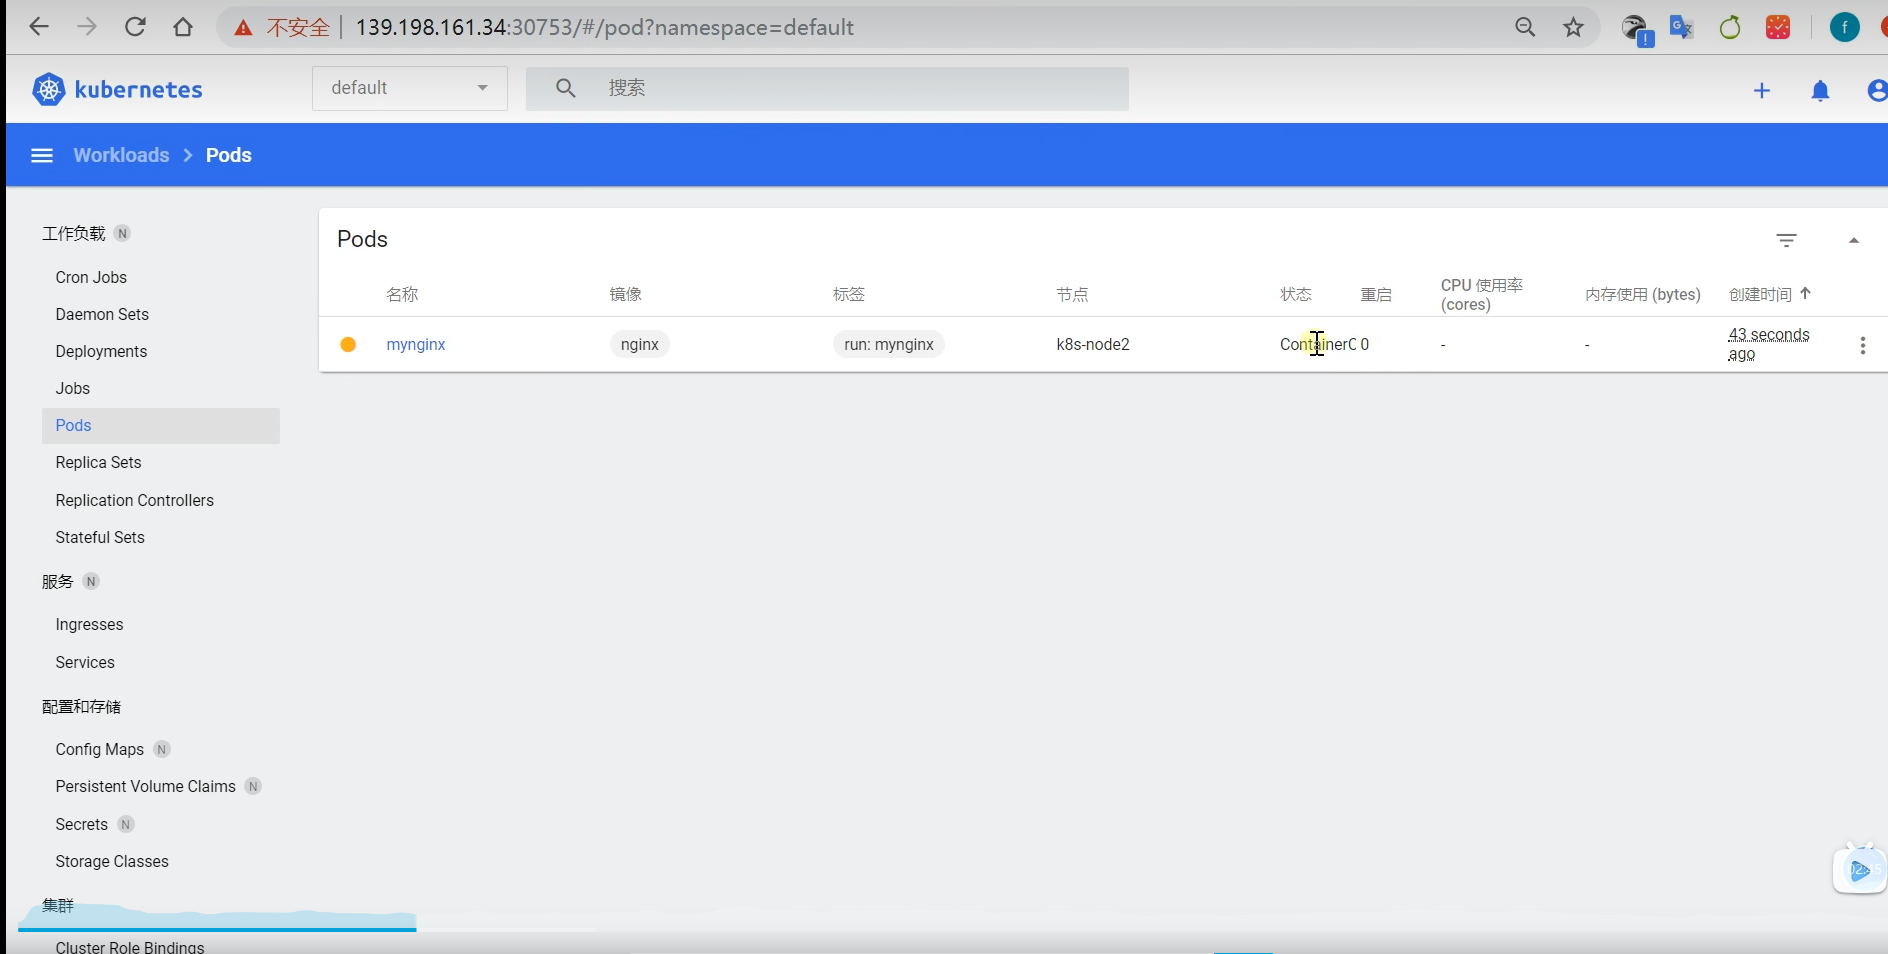 不安全 139.198.161.34:30753/#/pod?namespace=default
f
kubernetes
default
搜索
Workloads > Pods
工作负载 N
Cron Jobs
Daemon Sets
Deployments
Jobs
Pods
Replica Sets
Replication Controllers
Stateful Sets
服务 N
Ingresses
Services
配置和存储
Config Maps N
Persistent Volume Claims N
Secrets N
Storage Classes
集群
Cluster Role Bindings
Pods
名称 镜像 标签 节点 状态 重启 CPU 使用率 (cores) 内存使用 (bytes) 创建时间
mynginx nginx run: mynginx k8s-node2 ContainerC 0 - - 43 seconds ago